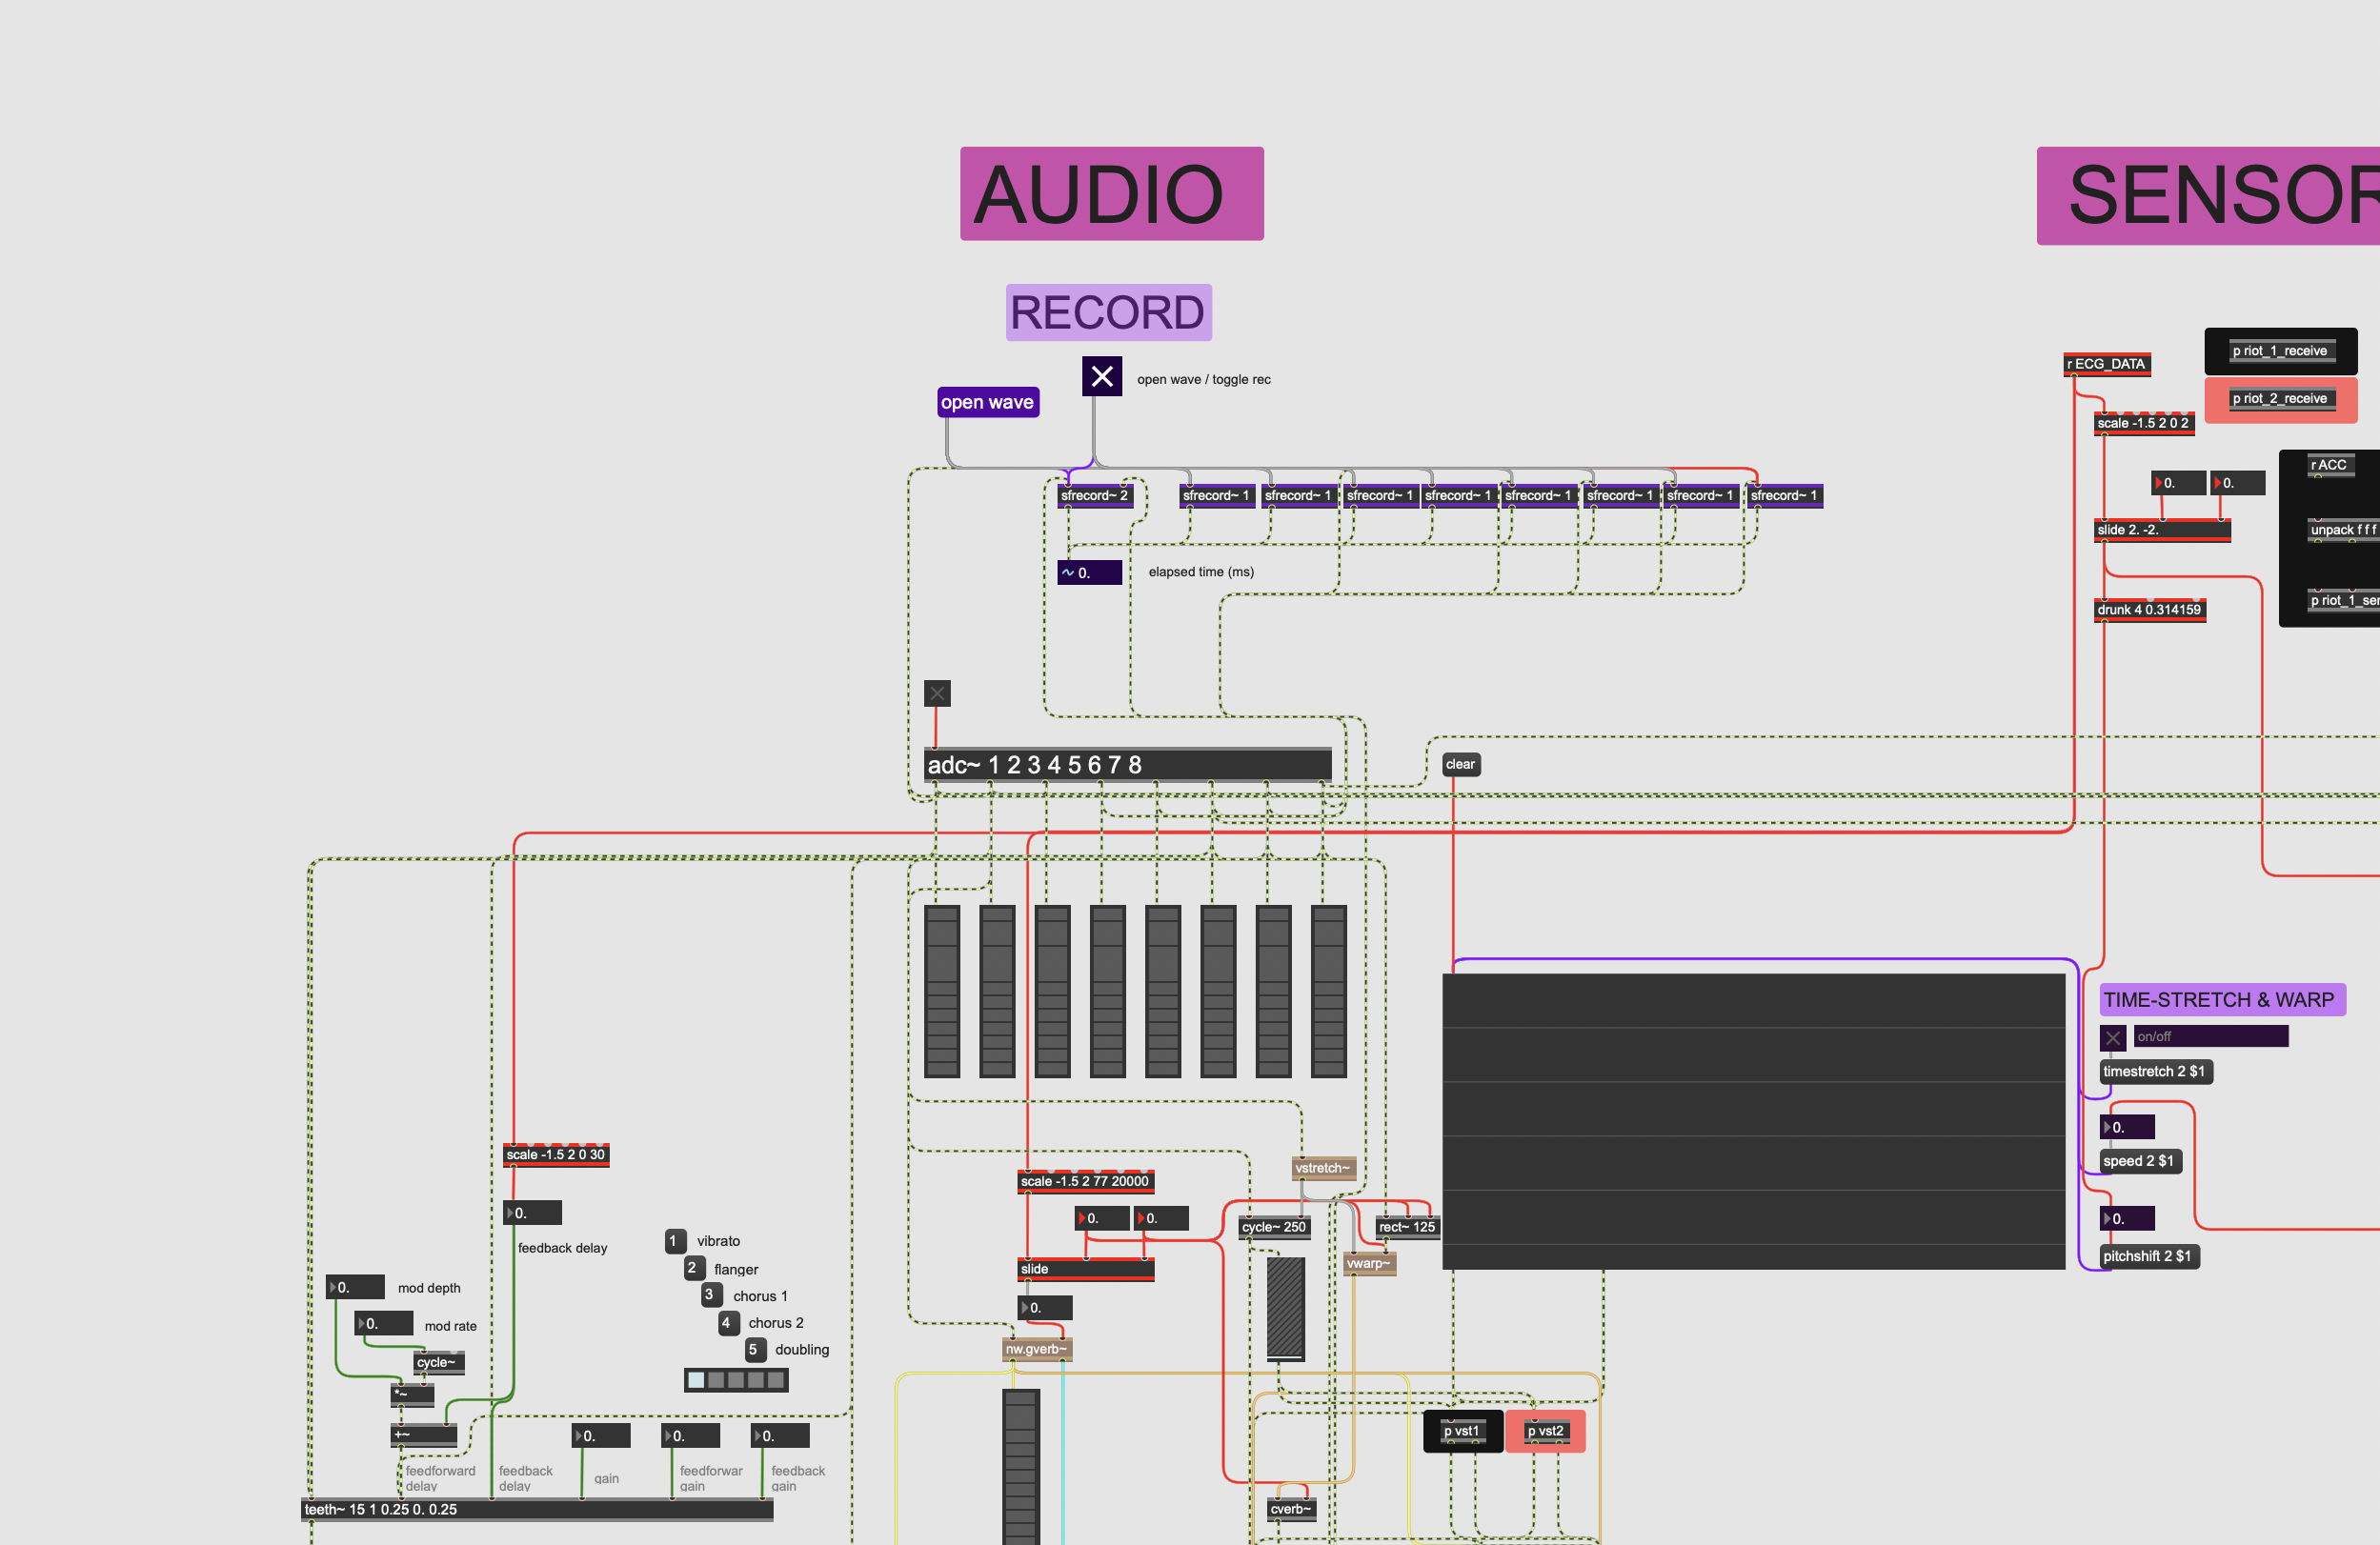 AUDIO
SENSOR
RECORD
open wave / toggle rec
open wave
r ECG_DATA
p riot_1_receive
p riot_2_receive
scale -1.5 2 0 2
r ACC
sfrecord~ 2
sfrecord~ 1
sfrecord~ 1
sfrecord~ 1
sfrecord~ 1
sfrecord~ 1
sfrecord~ 1
sfrecord~ 1
sfrecord~ 1
0.
0.
slide 2. -2.
unpack f f f
0.
elapsed time (ms)
drunk 4 0.314159
p riot_1_ser
adc~ 1 2 3 4 5 6 7 8
clear
TIME-STRETCH & WARP
on/off
timestretch 2 $1
0.
speed 2 $1
0.
pitchshift 2 $1
scale -1.5 2 0 30
0.
feedback delay
scale -1.5 2 77 20000
0.
0.
vstretch~
cycle~ 250
rect~ 125
vwarp~
slide
0.
nw.gverb~
1
vibrato
2
flanger
3
chorus 1
4
chorus 2
5
doubling
0.
mod depth
0.
mod rate
cycle~
*~
+~
0.
0.
0.
p vst1
p vst2
feedforward
delay
feedback
delay
gain
feedforwar
gain
feedback
gain
teeth~ 15 1 0.25 0. 0.25
cverb~